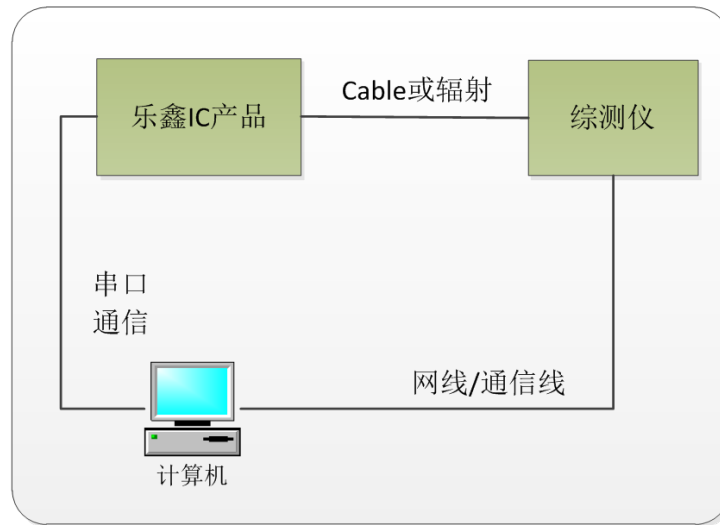 乐鑫IC产品
Cable或辐射
综测仪
串口
通信
网线/通信线
计算机